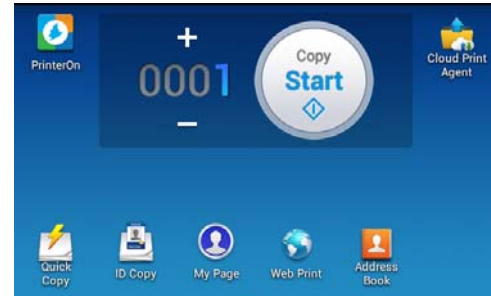 PrinterOn
+
0001
−
Copy
Start
Cloud Print
Agent
Quick
Copy
ID Copy
My Page
Web Print
Address
Book